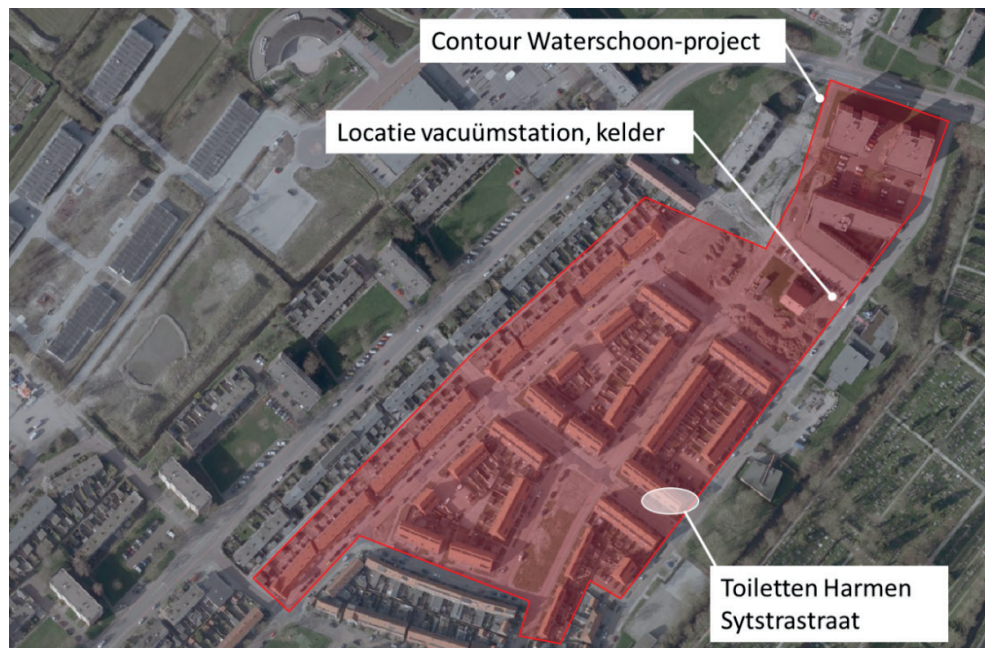 Contour Waterschoon-project
Locatie vacuümstation, kelder
Toiletten Harmen
Sytstrastraat